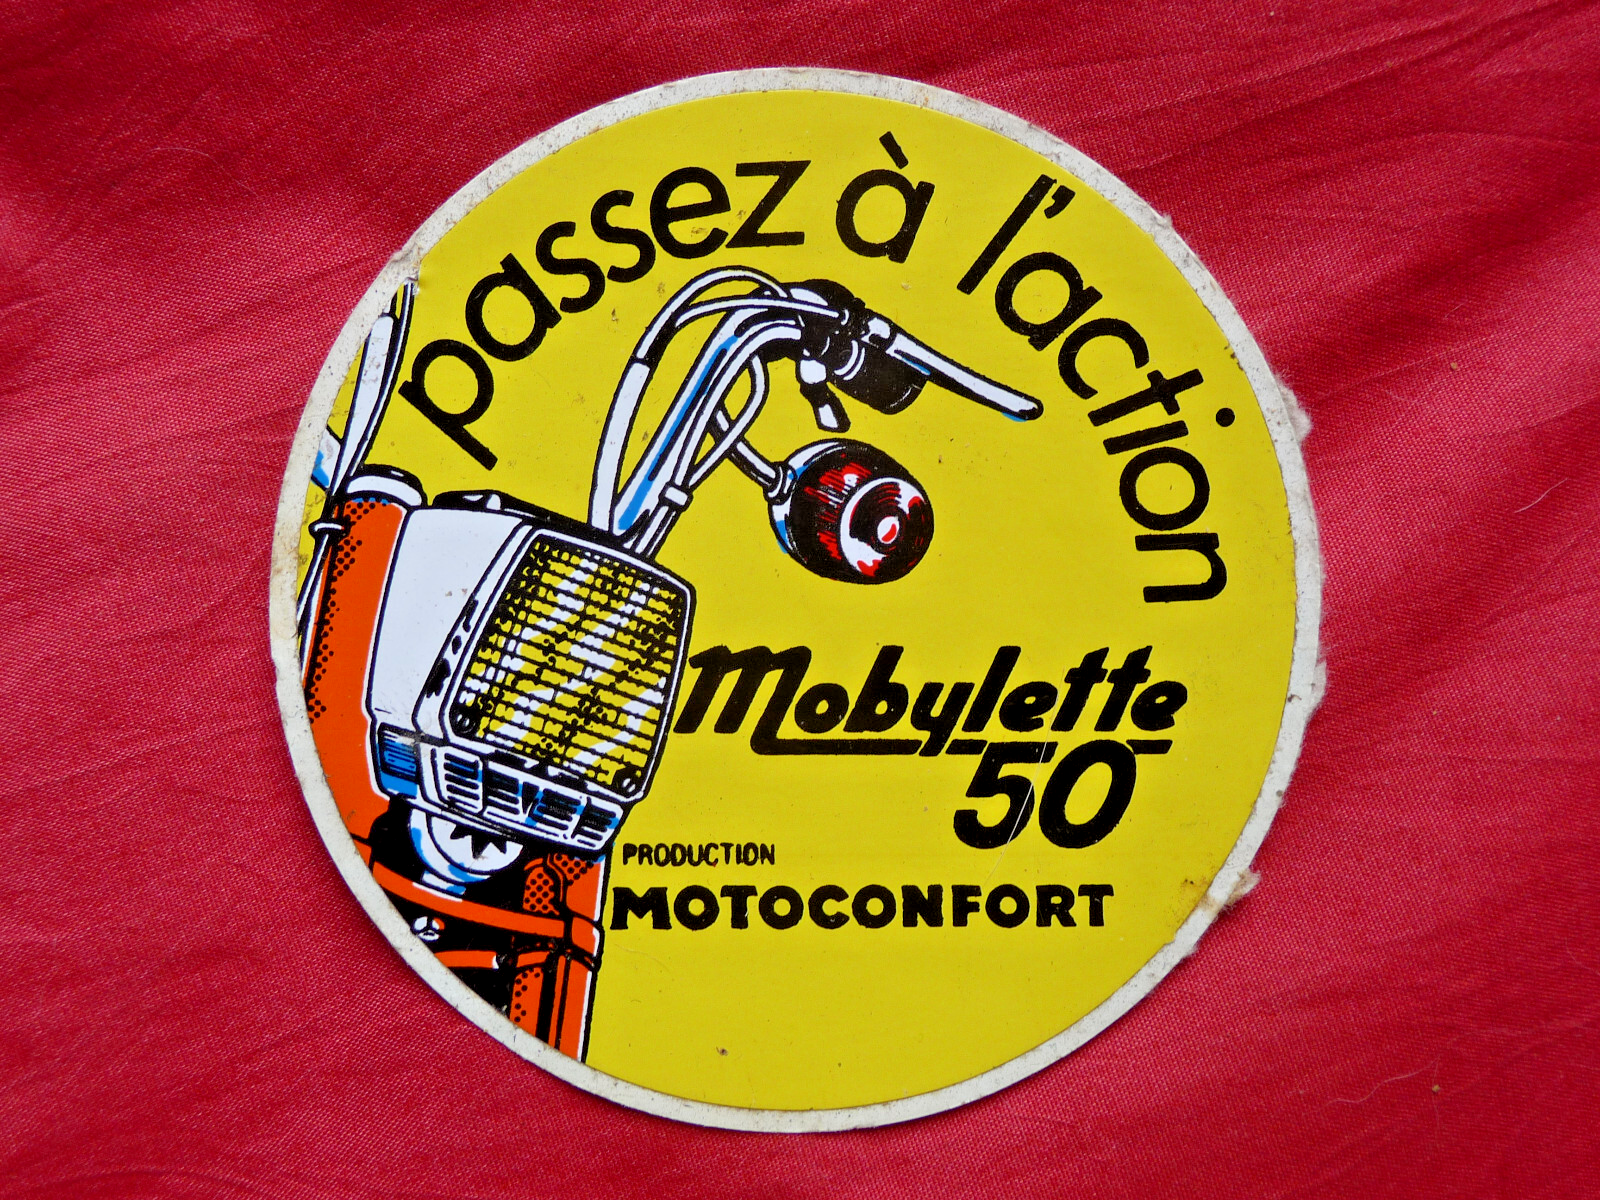 passez à l'action
Mobylette
50
PRODUCTION
MOTOCONFORT